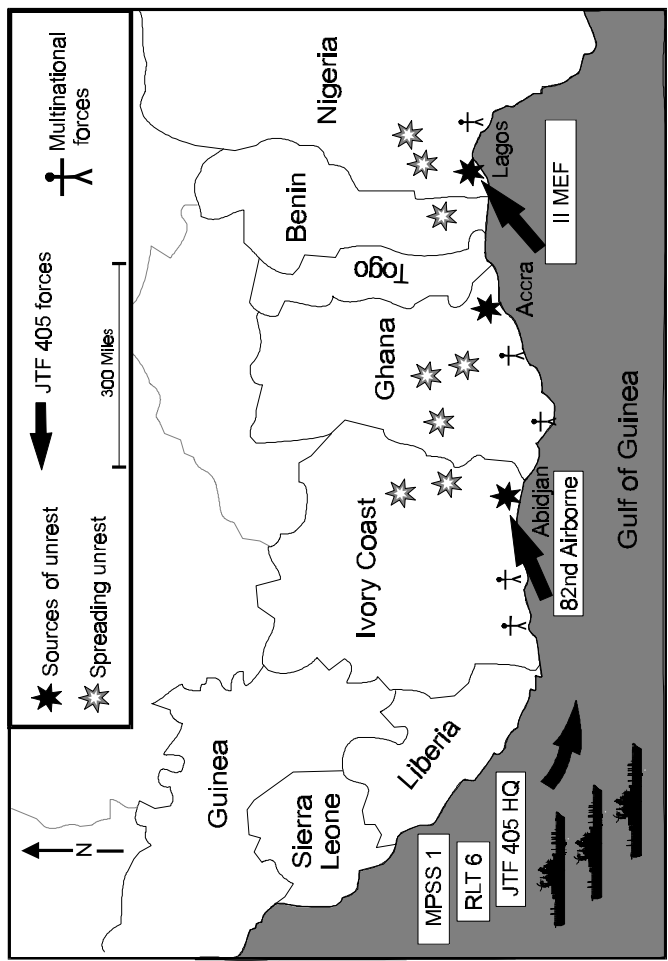 Sources of unrest
Spreading unrest
JTF 405 forces
Multinational
forces
300 Miles
N
Guinea
Sierra
Leone
Liberia
Ivory Coast
Ghana
Togo
Benin
Nigeria
Abidjan
Accra
Lagos
82nd Airborne
II MEF
MPSS 1
RLT 6
JTF 405 HQ
Gulf of Guinea